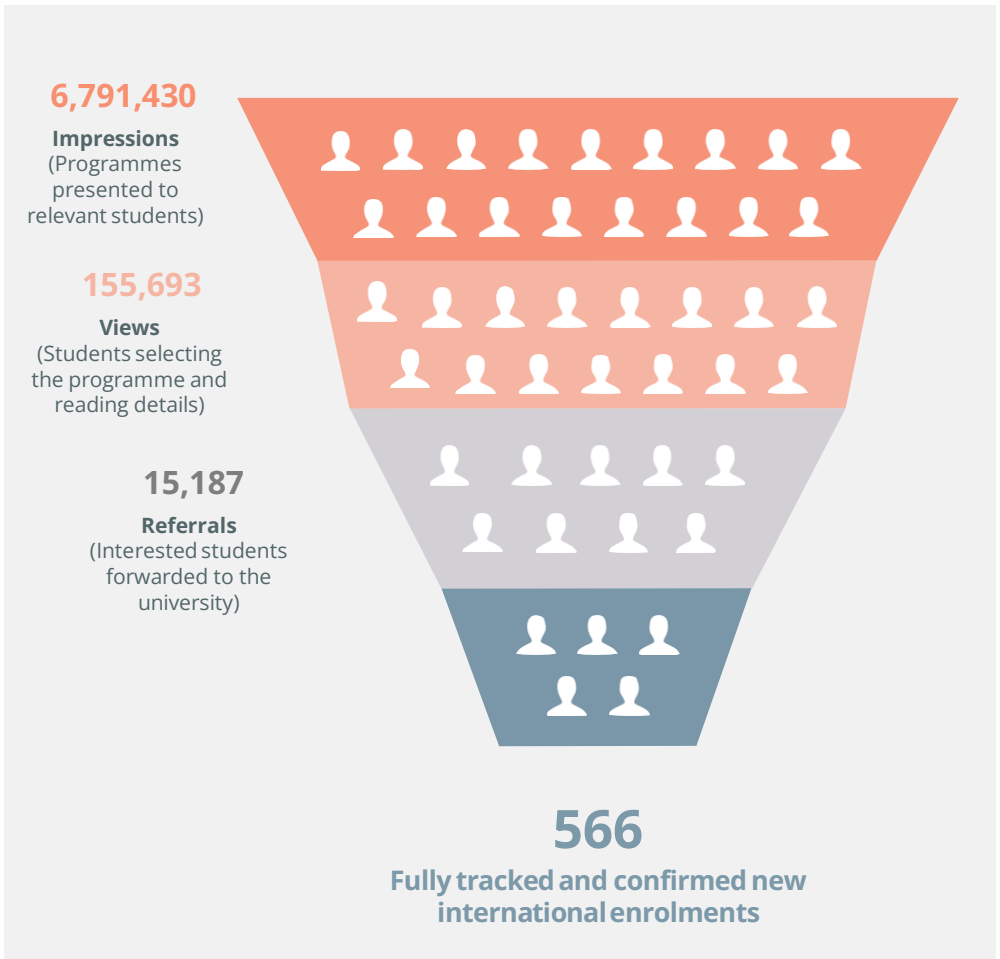 6,791,430
Impressions
(Programmes
presented to
relevant students)
155,693
Views
(Students selecting
the programme and
reading details)
15,187
Referrals
(Interested students
forwarded to the
university)
566
Fully tracked and confirmed new
international enrolments